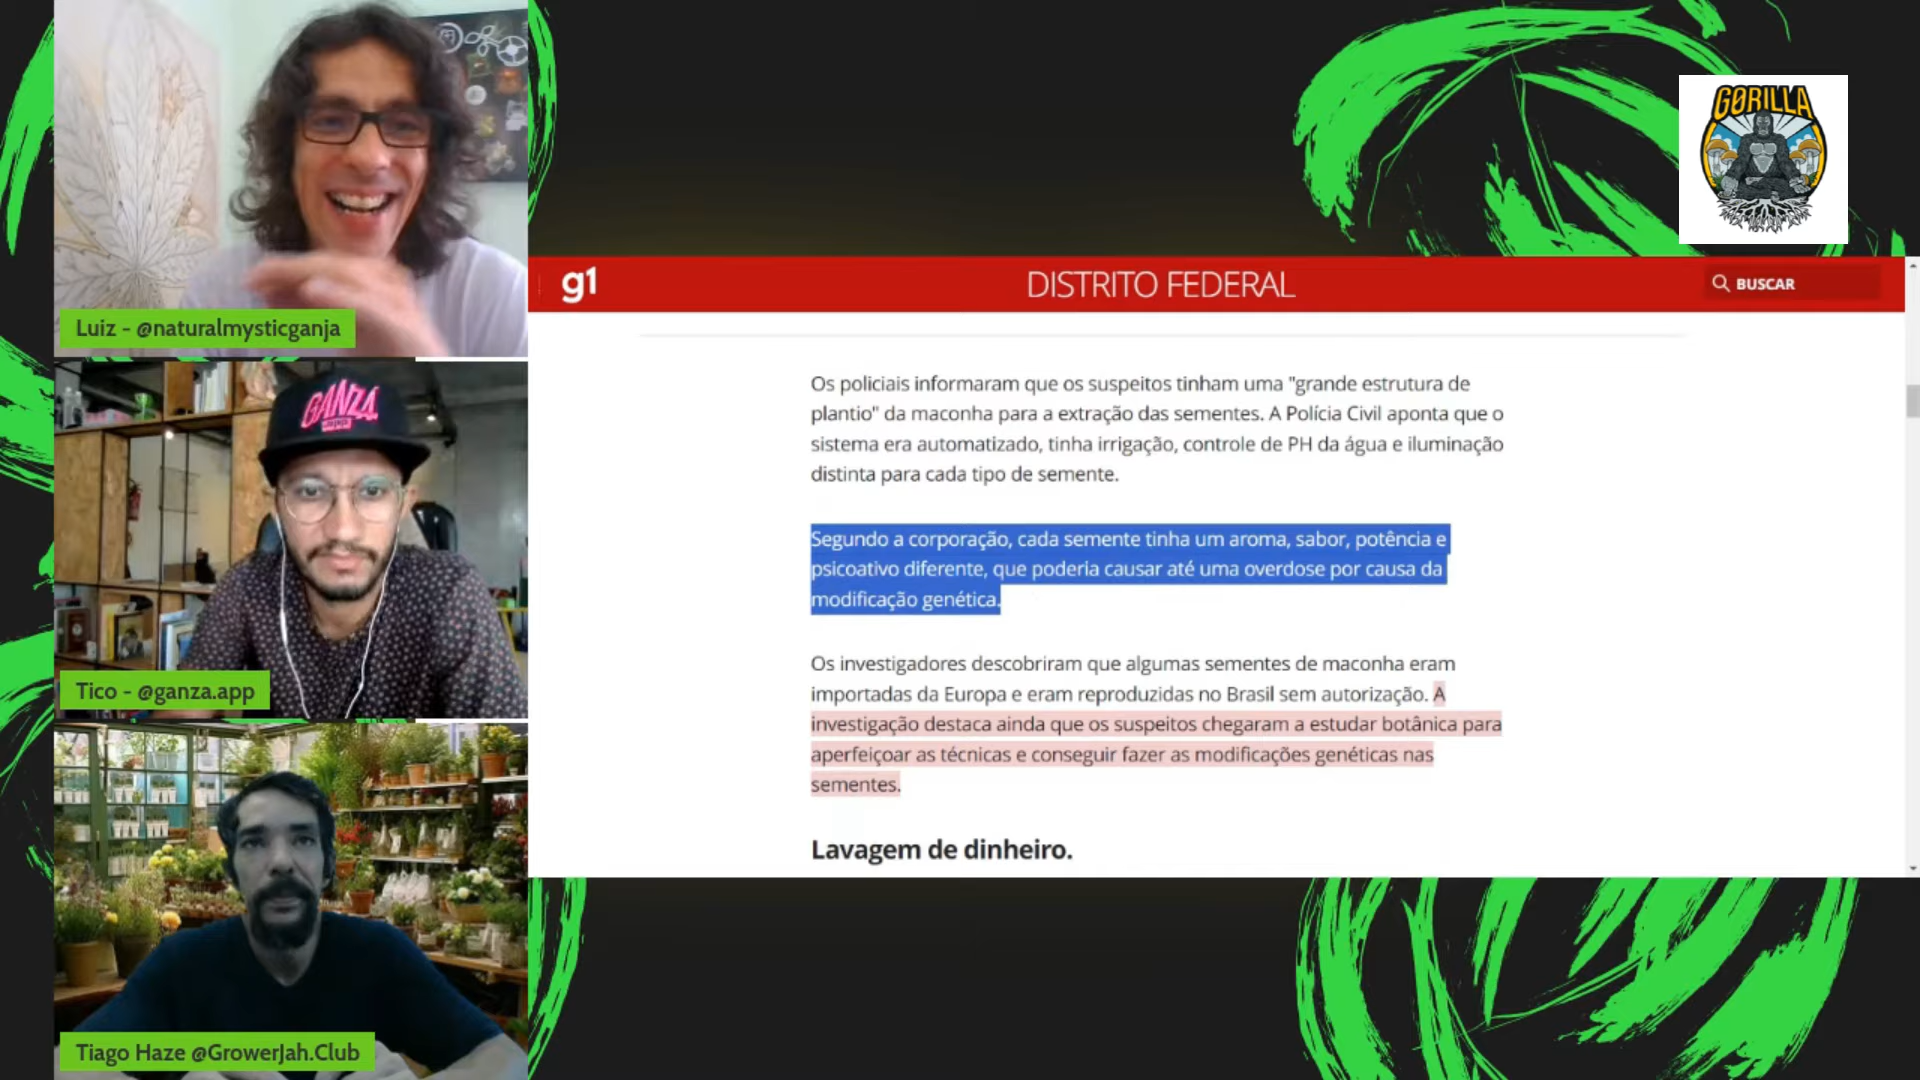 Luiz - @naturalmysticganja
GANZA
Tico - @ganza.app
Tiago Haze @GrowerJah.Club
GØRILLA
g1
DISTRITO FEDERAL
BUSCAR
Os policiais informaram que os suspeitos tinham uma "grande estrutura de
plantio" da maconha para a extração das sementes. A Polícia Civil aponta que o
sistema era automatizado, tinha irrigação, controle de PH da água e iluminação
distinta para cada tipo de semente.
Segundo a corporação, cada semente tinha um aroma, sabor, potência e
psicoativo diferente, que poderia causar até uma overdose por causa da
modificação genética.
Os investigadores descobriram que algumas sementes de maconha eram
importadas da Europa e eram reproduzidas no Brasil sem autorização. A
investigação destaca ainda que os suspeitos chegaram a estudar botânica para
aperfeiçoar as técnicas e conseguir fazer as modificações genéticas nas
sementes.
Lavagem de dinheiro.